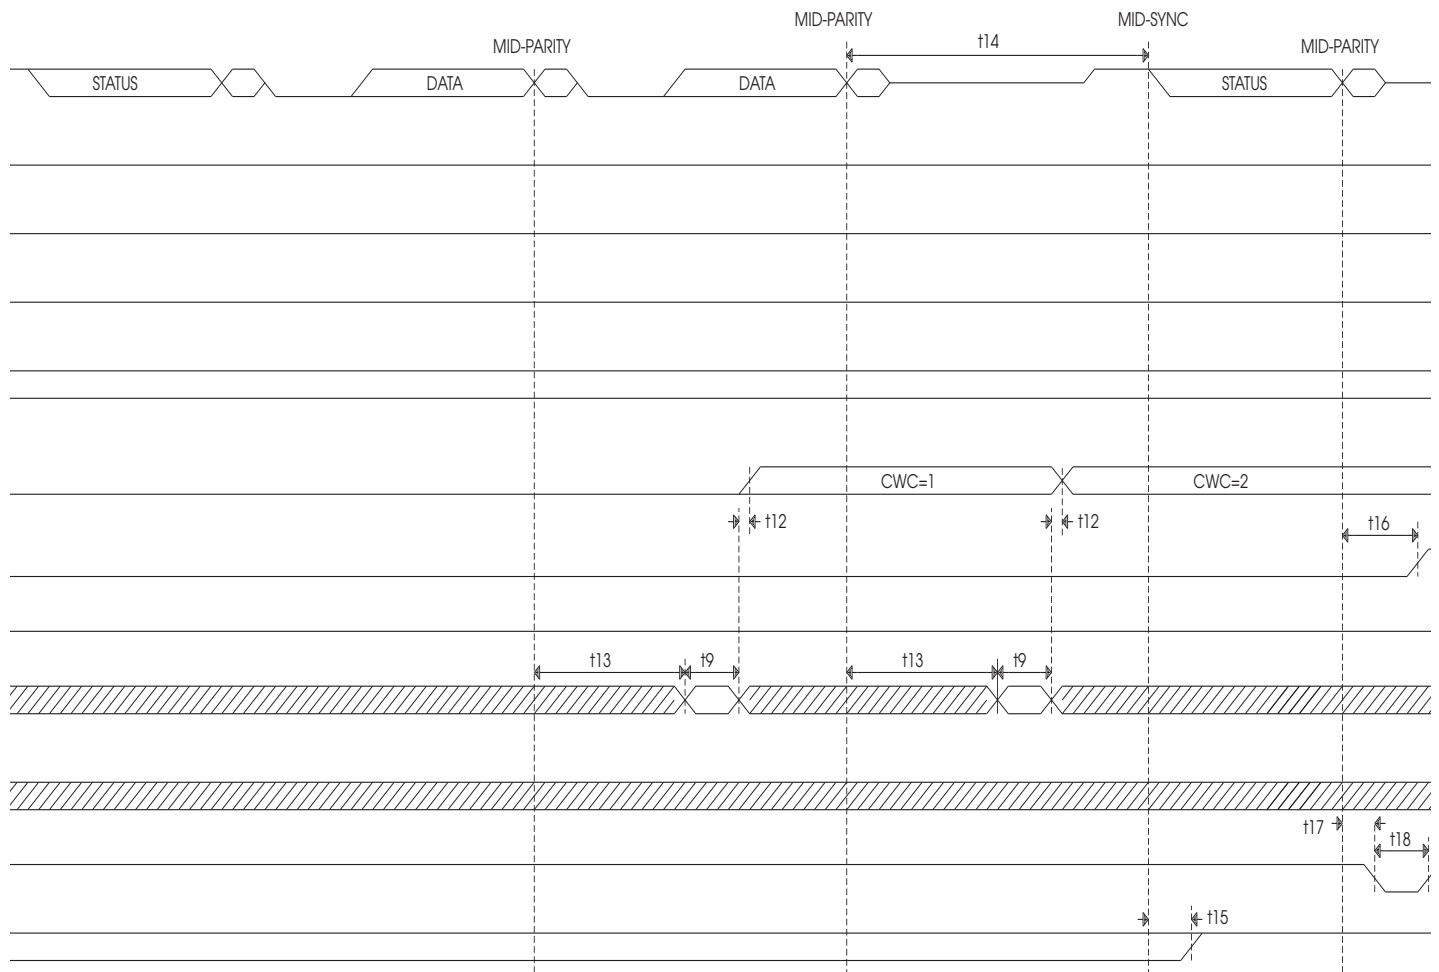 MID-PARITY
MID-SYNC
MID-PARITY
t14
MID-PARITY
STATUS
DATA
DATA
STATUS
CWC=1
CWC=2
t12
t12
t16
t13
t9
t13
t9
t17
t18
t15